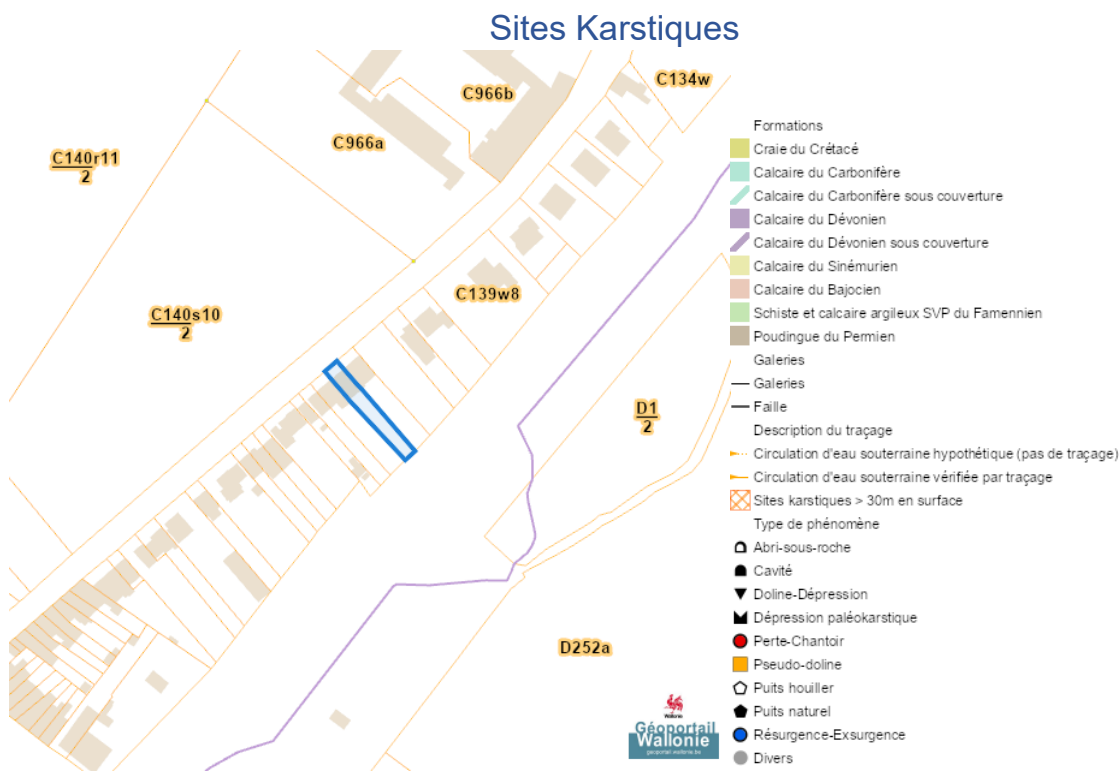 Sites Karstiques
C134w
C966b
C966a
C140r11
2
C139w8
C140s10
2
D1
2
D252a
Formations
Craie du Crétacé
Calcaire du Carbonifère
Calcaire du Carbonifère sous couverture
Calcaire du Dévonien
Calcaire du Dévonien sous couverture
Calcaire du Sinémurien
Calcaire du Bajocien
Schiste et calcaire argileux SVP du Famennien
Poudingue du Permien
Galeries
Galeries
Faille
Description du traçage
Circulation d'eau souterraine hypothétique (pas de traçage)
Circulation d'eau souterraine vérifiée par traçage
Sites karstiques > 30m en surface
Type de phénomène
Abri-sous-roche
Cavité
Doline-Dépression
Dépression paléokarstique
Perte-Chantoir
Pseudo-doline
Puits houiller
Puits naturel
Résurgence-Exsurgence
Divers
Wallonie
Géoportail
Wallonie
geoportail.wallonie.be